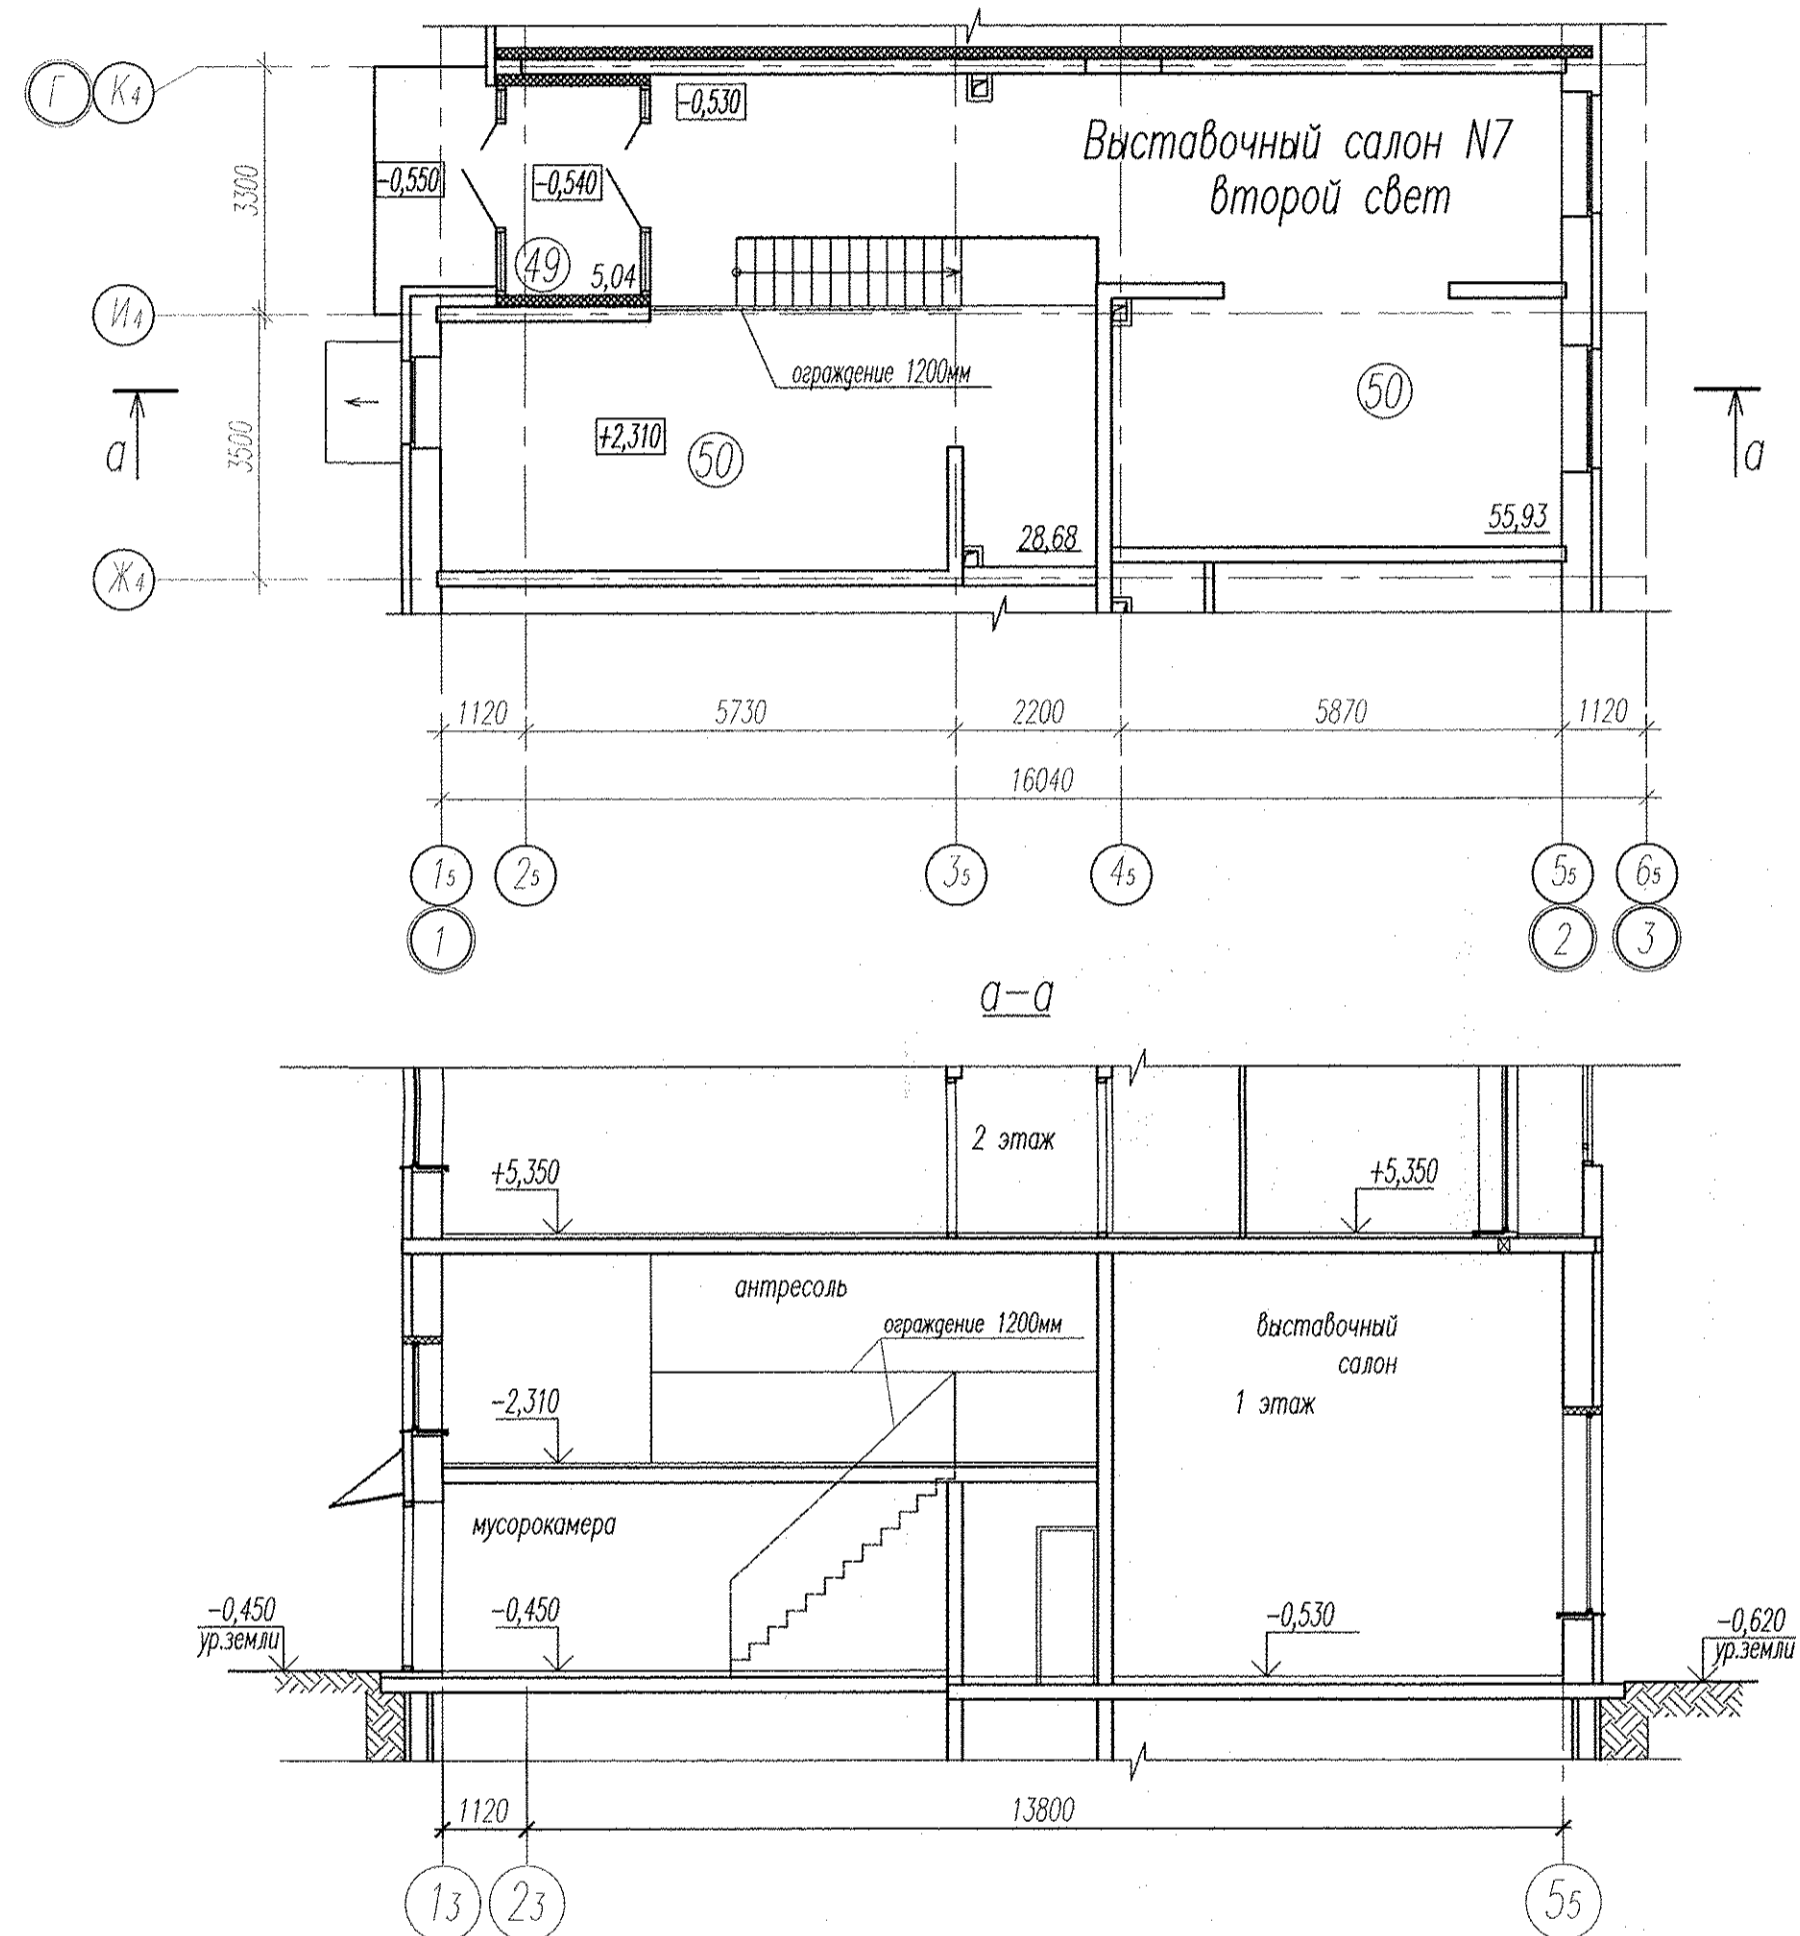 Г К4
-0,530
Выставочный салон N7
второй свет
3300
-0,550
-0,540
49
5,04
И4
ограждение 1200мм
50
а
а
3500
+2,310
50
55,93
28,68
Ж4
1120 5730 2200 5870 1120
16040
15 25 35 45 55 65
1 2 3
а-а
2 этаж
+5,350
+5,350
антресоль
ограждение 1200мм
выставочный
салон
1 этаж
-2,310
мусорокамера
-0,450
ур.земли
-0,450
-0,530
-0,620
ур.земли
1120 13800
13 23 55